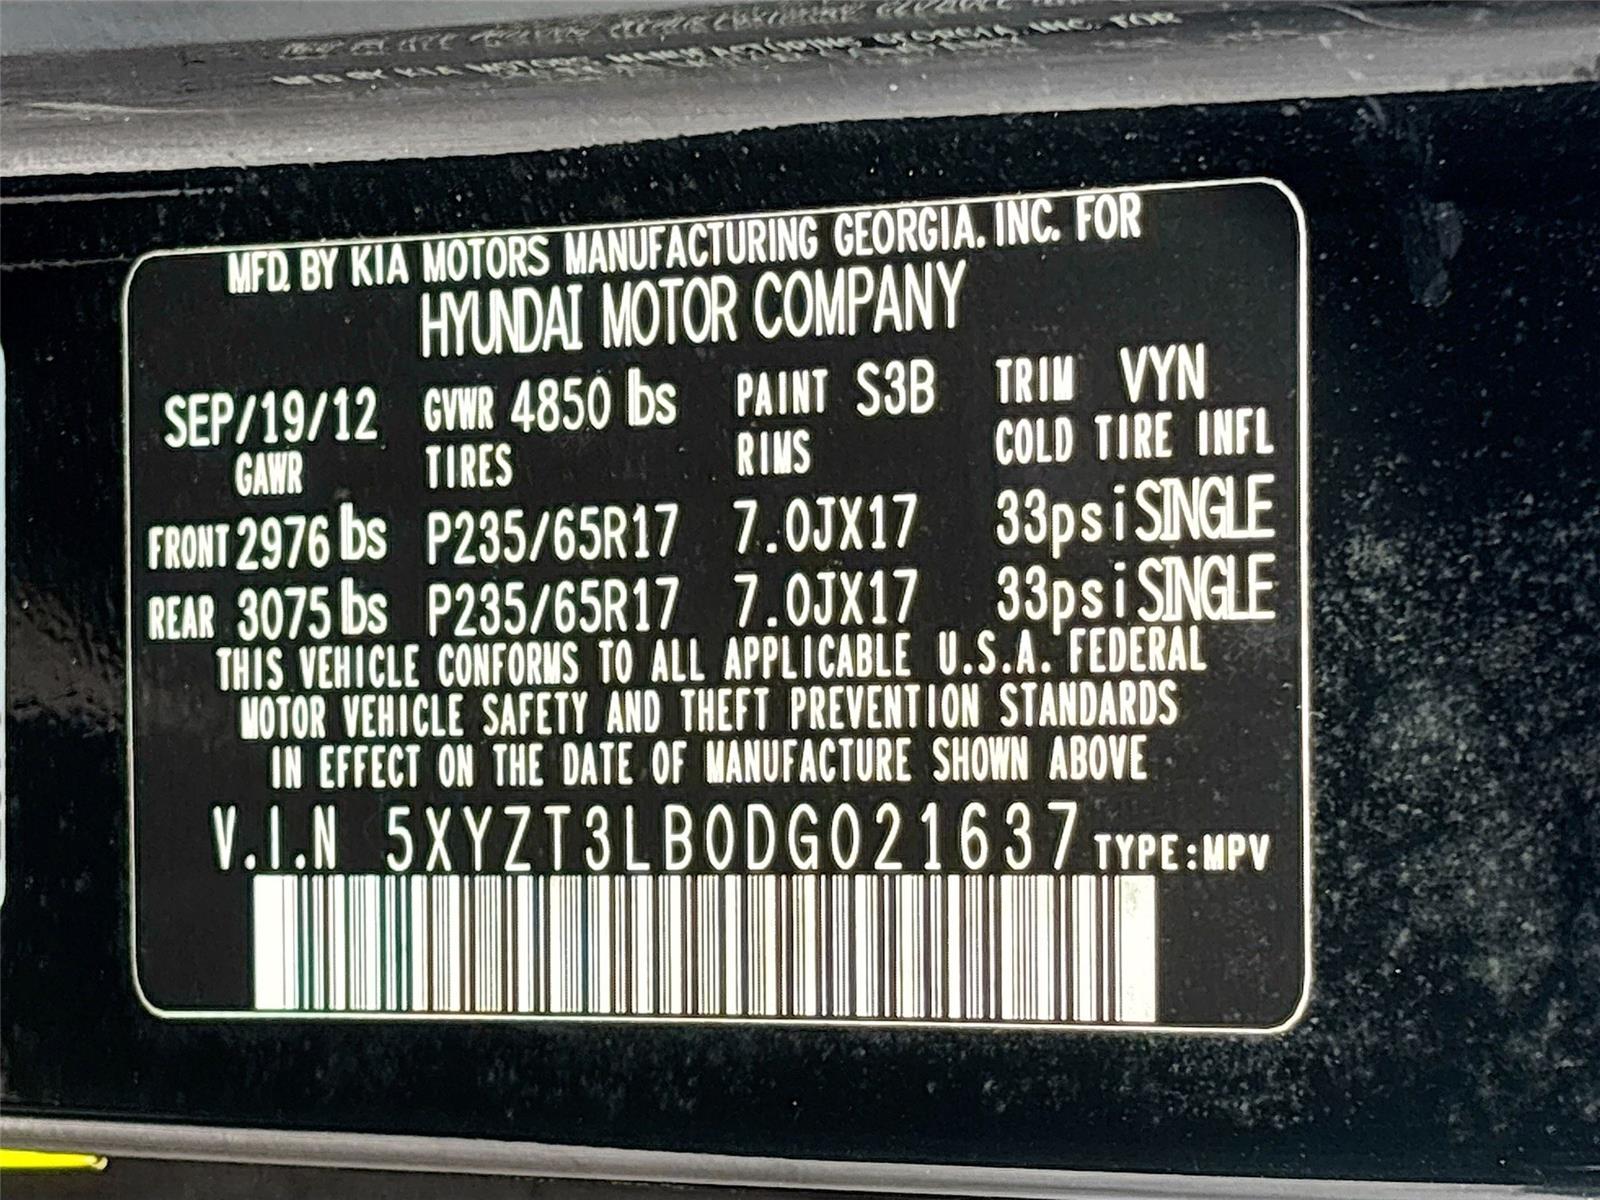 MFD. BY KIA MOTORS MANUFACTURING GEORGIA. INC. FOR
HYUNDAI MOTOR COMPANY
SEP/19/12 GVWR 4850 lbs PAINT S3B TRIM VYN
GAWR TIRES RIMS COLD TIRE INFL
FRONT 2976 lbs P235/65R17 7.0JX17 33psi SINGLE
REAR 3075 lbs P235/65R17 7.0JX17 33psi SINGLE
THIS VEHICLE CONFORMS TO ALL APPLICABLE U.S.A. FEDERAL
MOTOR VEHICLE SAFETY AND THEFT PREVENTION STANDARDS
IN EFFECT ON THE DATE OF MANUFACTURE SHOWN ABOVE
V.I.N 5XYZT3LB0DG021637 TYPE:MPV